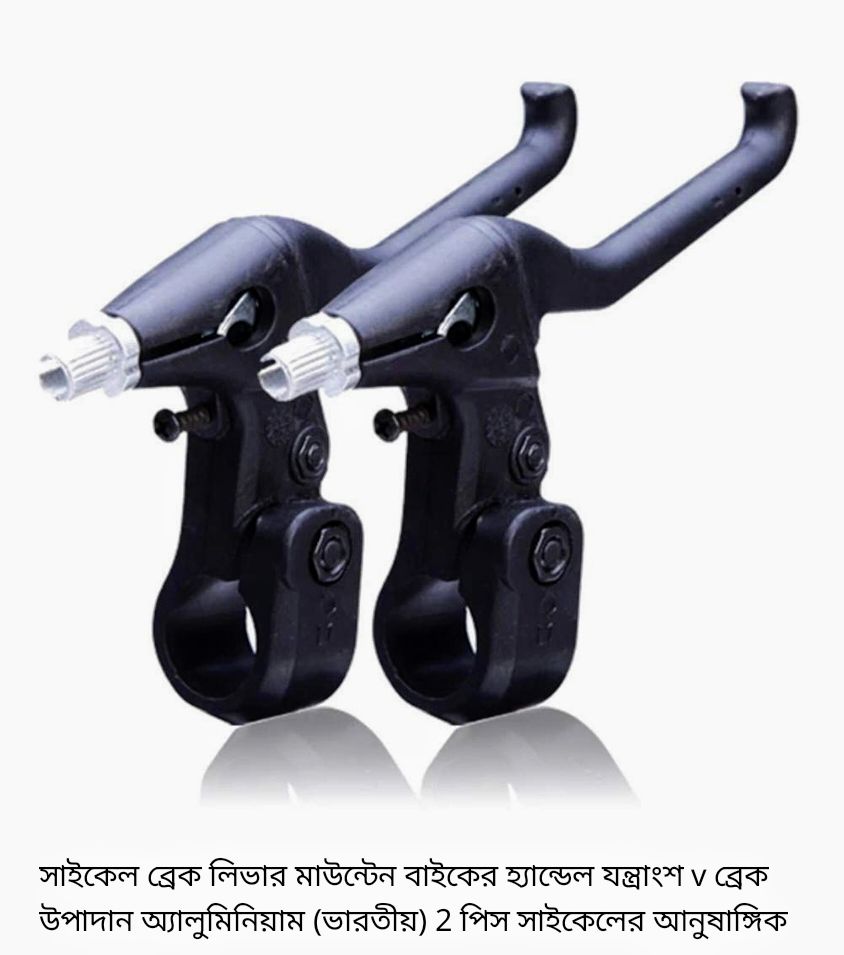 সাইকেল ব্রেক লিভার মাউন্টেন বাইকের হ্যান্ডেল যন্ত্রাংশ v ব্রেক
উপাদান অ্যালুমিনিয়াম (ভারতীয়) 2 পিস সাইকেলের আনুষাঙ্গিক